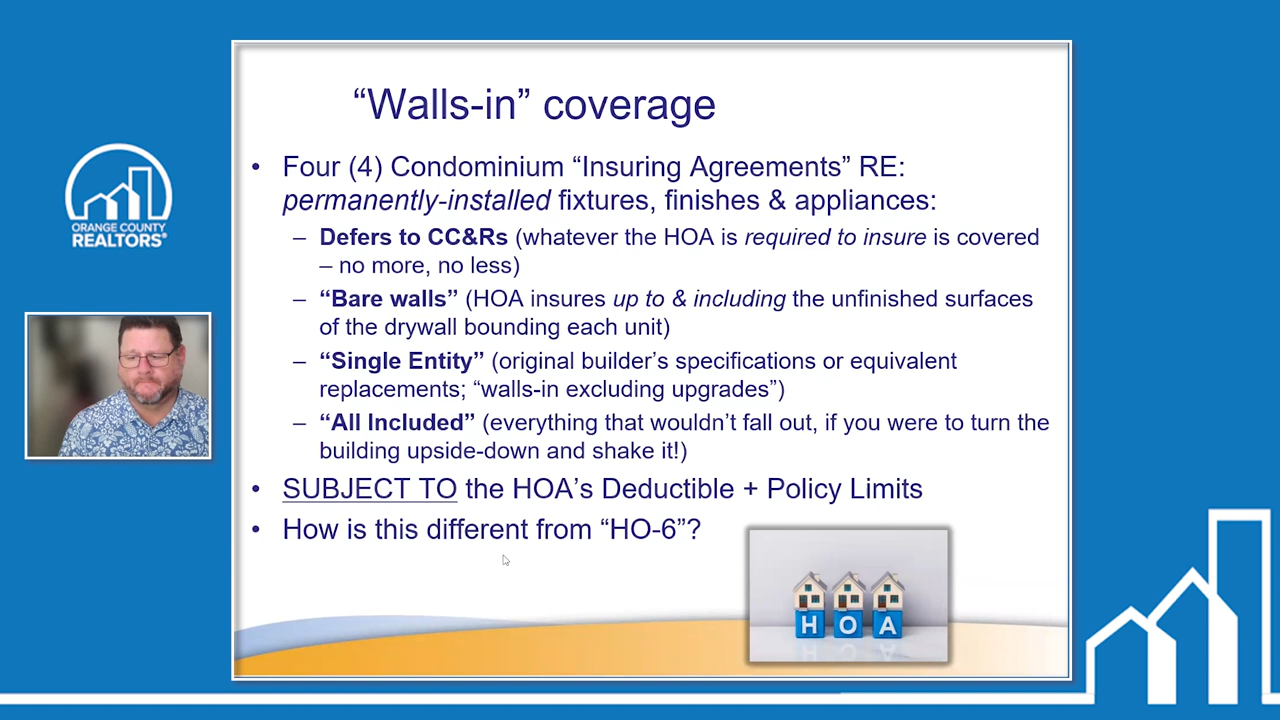 “Walls-in” coverage
• Four (4) Condominium “Insuring Agreements” RE:
permanently-installed fixtures, finishes & appliances:
– Defers to CC&Rs (whatever the HOA is required to insure is covered
– no more, no less)
– “Bare walls” (HOA insures up to & including the unfinished surfaces
of the drywall bounding each unit)
– “Single Entity” (original builder’s specifications or equivalent
replacements; “walls-in excluding upgrades”)
– “All Included” (everything that wouldn’t fall out, if you were to turn the
building upside-down and shake it!)
• SUBJECT TO the HOA’s Deductible + Policy Limits
• How is this different from “HO-6”?
HOA
ORANGE COUNTY
REALTORS®